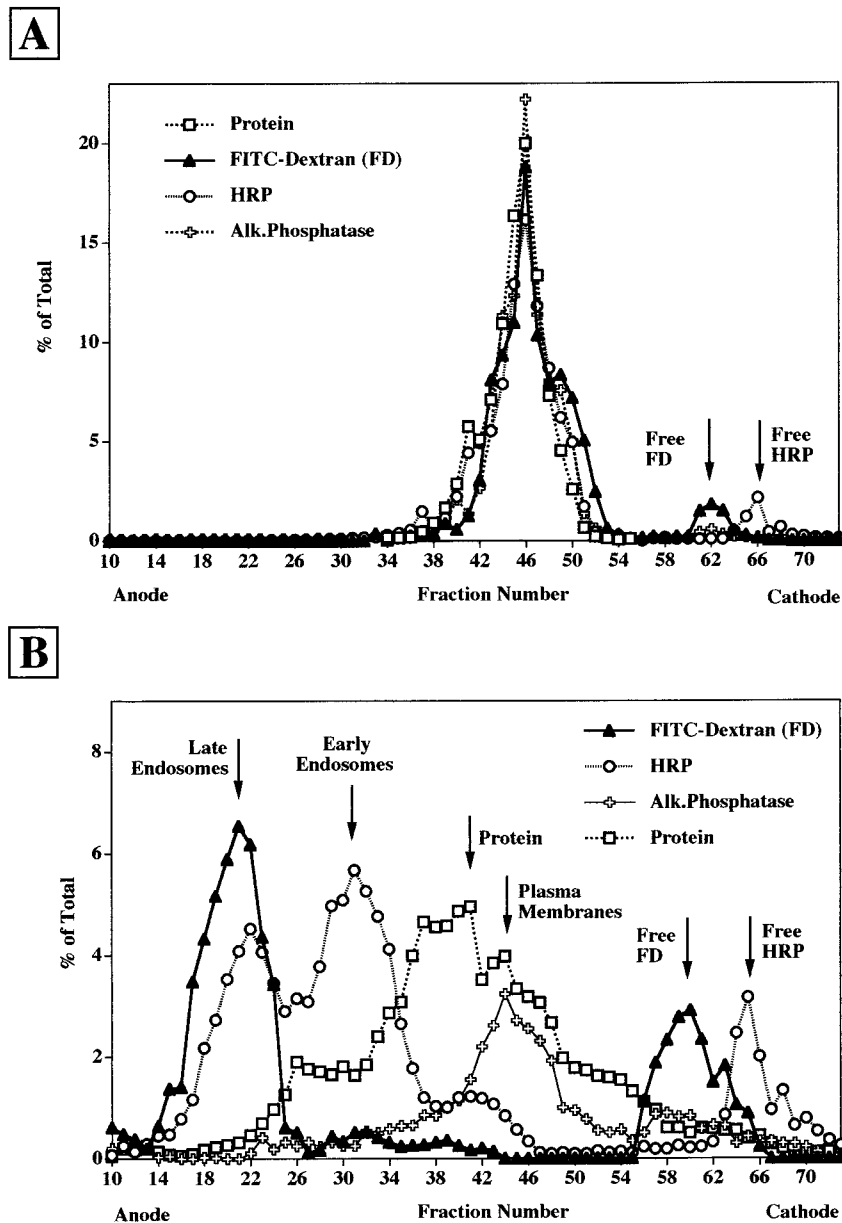 A
Protein
FITC-Dextran (FD)
HRP
Alk.Phosphatase
% of Total
20
15
10
5
0
Free
FD
Free
HRP
10 14 18 22 26 30 34 38 42 46 50 54 58 62 66 70
Anode Fraction Number Cathode
B
FITC-Dextran (FD)
HRP
Alk.Phosphatase
Protein
Late
Endosomes
Early
Endosomes
Protein
Plasma
Membranes
Free
FD
Free
HRP
% of Total
8
6
4
2
0
10 14 18 22 26 30 34 38 42 46 50 54 58 62 66 70
Anode Fraction Number Cathode